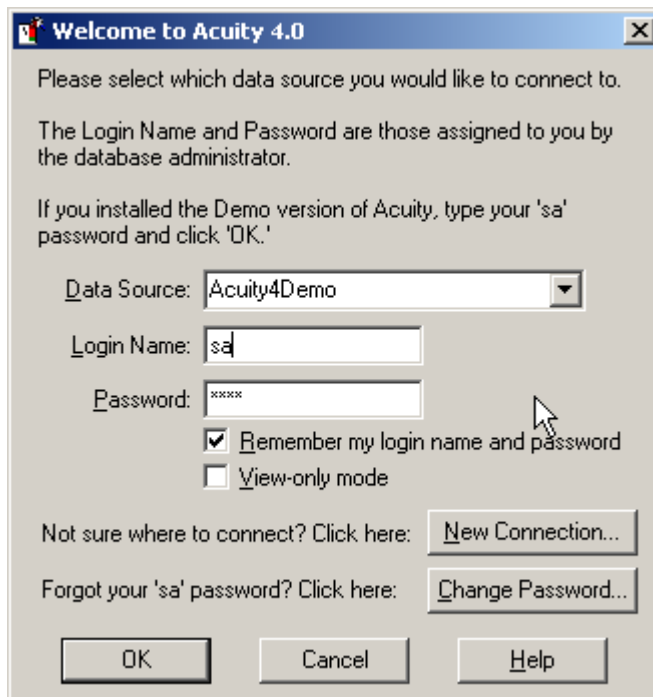 Welcome to Acuity 4.0
Please select which data source you would like to connect to.
The Login Name and Password are those assigned to you by
the database administrator.
If you installed the Demo version of Acuity, type your 'sa'
password and click 'OK.'
Data Source: Acuity4Demo
Login Name: sa
Password: ****
Remember my login name and password
View-only mode
Not sure where to connect? Click here: New Connection...
Forgot your 'sa' password? Click here: Change Password...
OK Cancel Help